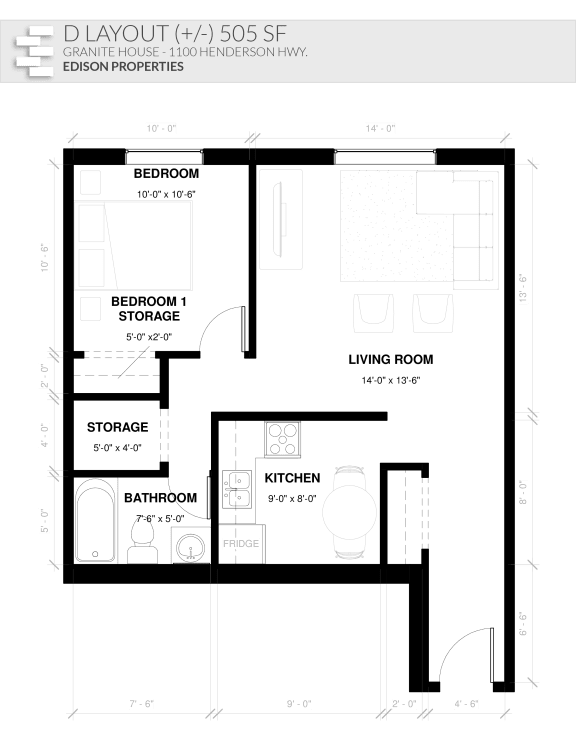 D LAYOUT (+/-) 505 SF
GRANITE HOUSE - 1100 HENDERSON HWY.
EDISON PROPERTIES
10' - 0"
14' - 0"
BEDROOM
10'-0" x 10'-6"
10' - 6"
13' - 6"
BEDROOM 1
STORAGE
5'-0" x2'-0"
LIVING ROOM
14'-0" x 13'-6"
2' - 0"
STORAGE
5'-0" x 4'-0"
4' - 0"
KITCHEN
9'-0" x 8'-0"
8' - 0"
BATHROOM
7'-6" x 5'-0"
5' - 0"
FRIDGE
6' - 6"
7' - 6"
9' - 0"
2' - 0"
4' - 6"